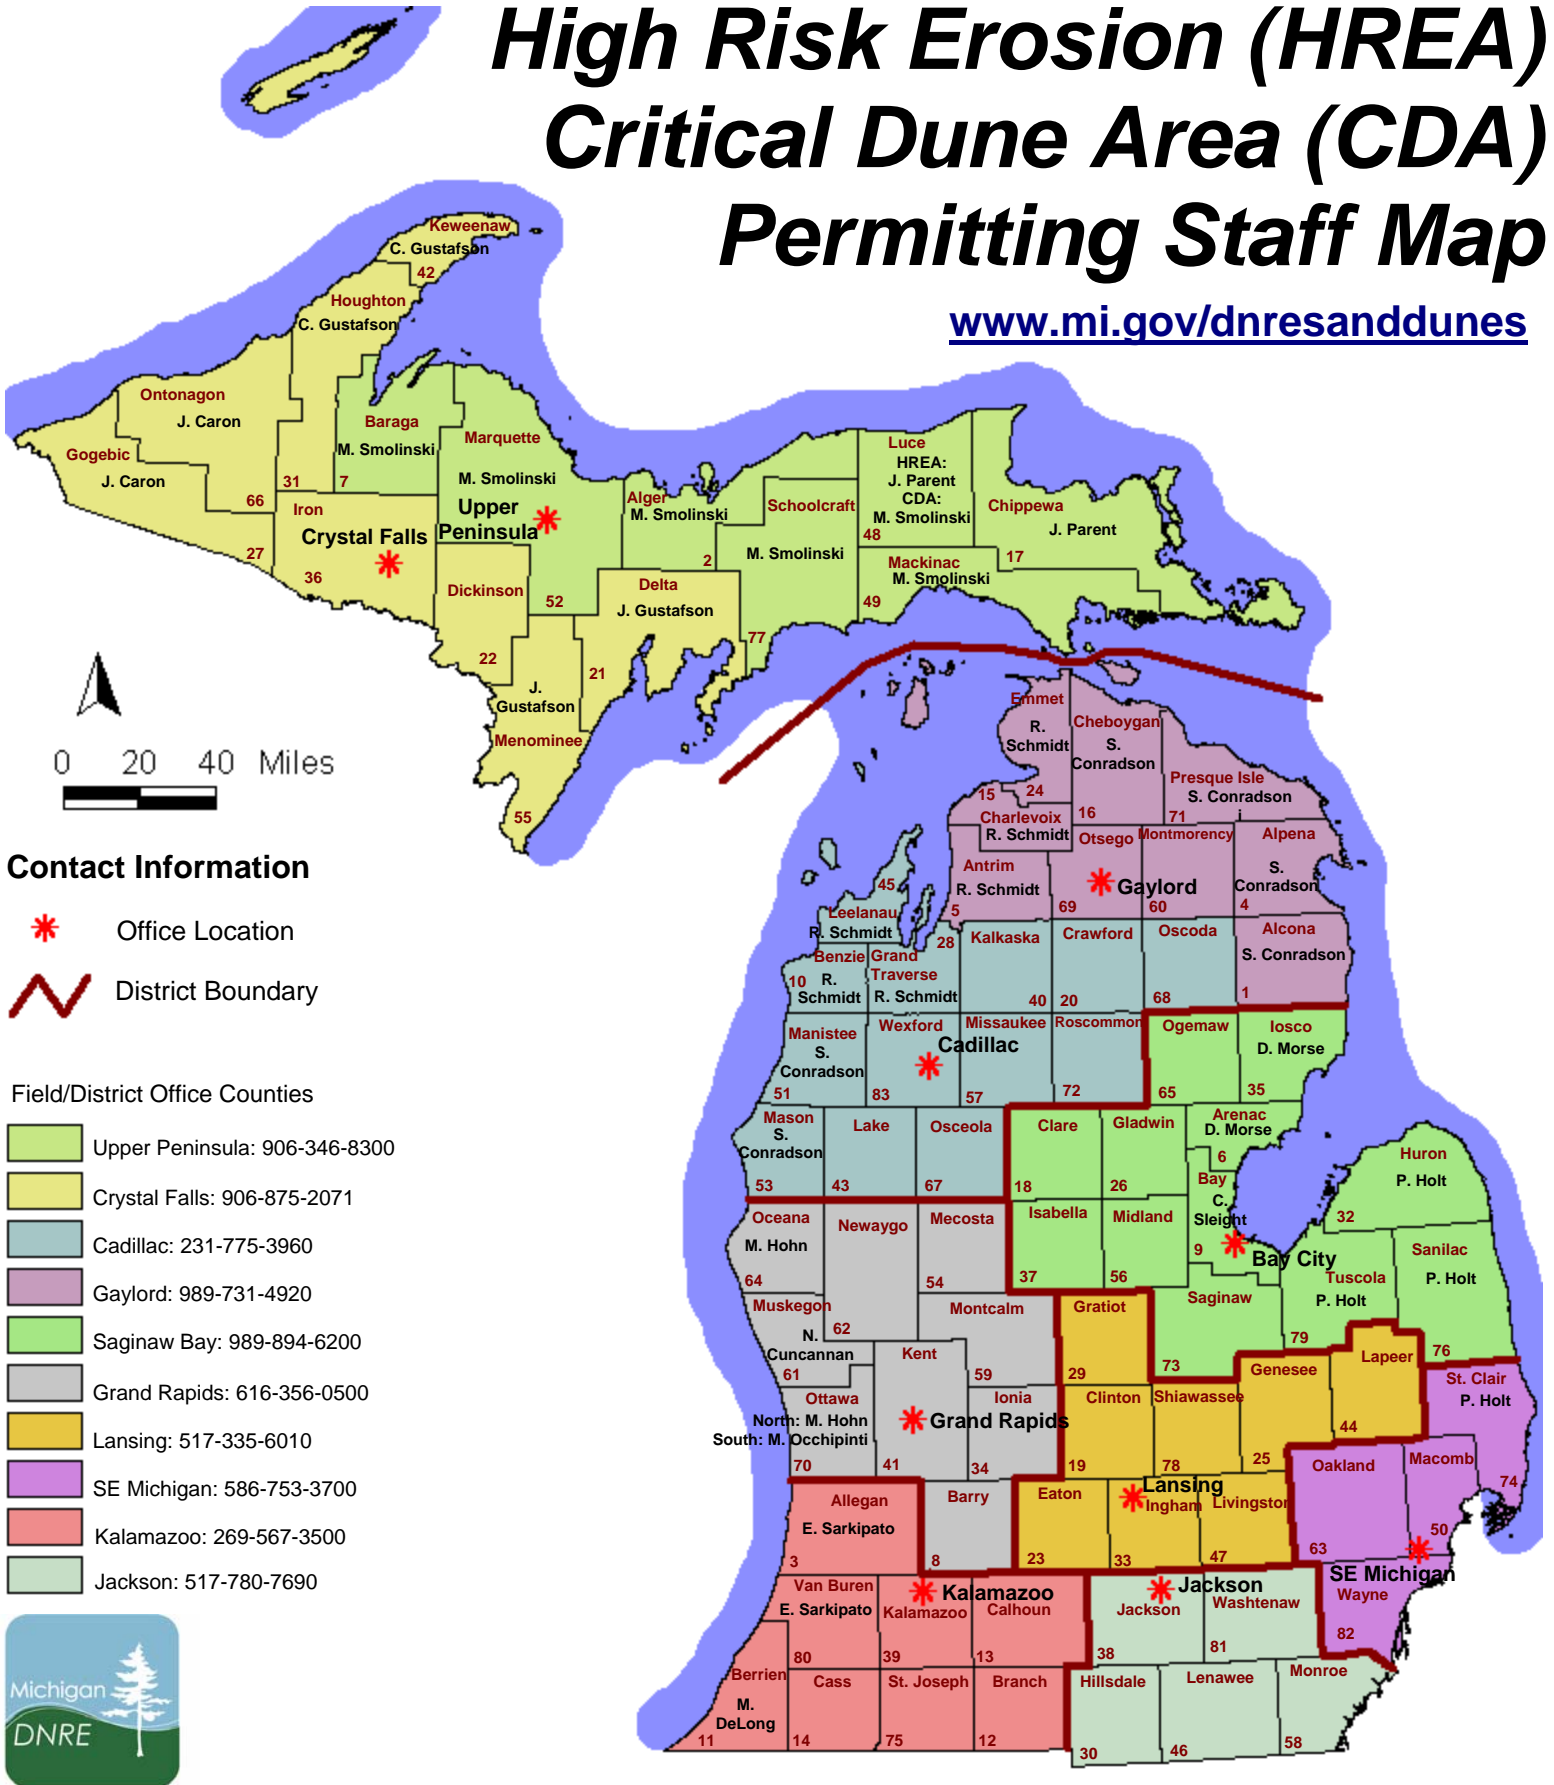 High Risk Erosion (HREA)
Critical Dune Area (CDA)
Permitting Staff Map
www.mi.gov/dnresanddunes
Keweenaw
C. Gustafson
42
Houghton
C. Gustafson
31
Ontonagon
J. Caron
66
Gogebic
J. Caron
27
Baraga
M. Smolinski
7
Marquette
M. Smolinski
Upper
Peninsula
52
Iron
Crystal Falls
36
Dickinson
22
Alger
M. Smolinski
2
Schoolcraft
M. Smolinski
77
Luce
HREA:
J. Parent
CDA:
M. Smolinski
48
Chippewa
J. Parent
17
Mackinac
M. Smolinski
49
Delta
J. Gustafson
21
J.
Gustafson
Menominee
55
0 20 40 Miles
Emmet
R.
Schmidt
24
Cheboygan
S.
Conradson
16
Presque Isle
S. Conradson
i
71
15
Charlevoix
R. Schmidt
Antrim
R. Schmidt
5
Otsego
Gaylord
69
Montmorency
60
Alpena
S.
Conradson
4
45
Leelanau
R. Schmidt
28
Benzie
10
R.
Schmidt
Grand
Traverse
R. Schmidt
Kalkaska
40
Crawford
20
Oscoda
68
Alcona
S. Conradson
1
Manistee
S.
Conradson
51
Wexford
Cadillac
83
Missaukee
57
Roscommon
72
Ogemaw
65
Iosco
D. Morse
35
Mason
S.
Conradson
53
Lake
43
Osceola
67
Clare
18
Gladwin
26
Arenac
D. Morse
6
Bay
C.
Sleight
9
Bay City
Huron
P. Holt
32
Oceana
M. Hohn
64
Newaygo
62
Mecosta
54
Isabella
37
Midland
56
Saginaw
73
Tuscola
P. Holt
79
Sanilac
P. Holt
76
Muskegon
N.
Cuncannan
61
Montcalm
59
Kent
Grand Rapids
41
Gratiot
29
Genesee
25
Lapeer
44
St. Clair
P. Holt
74
Ottawa
North: M. Hohn
South: M. Occhipinti
70
Ionia
34
Clinton
19
Shiawassee
78
Oakland
63
Macomb
50
SE Michigan
Allegan
E. Sarkipato
3
Barry
8
Eaton
23
Lansing
Ingham
33
Livingston
47
Wayne
82
Van Buren
E. Sarkipato
80
Kalamazoo
Kalamazoo
39
Calhoun
13
Jackson
Jackson
38
Washtenaw
81
Berrien
M.
DeLong
11
Cass
14
St. Joseph
75
Branch
12
Hillsdale
30
Lenawee
46
Monroe
58
Contact Information
Office Location
District Boundary
Field/District Office Counties
Upper Peninsula: 906-346-8300
Crystal Falls: 906-875-2071
Cadillac: 231-775-3960
Gaylord: 989-731-4920
Saginaw Bay: 989-894-6200
Grand Rapids: 616-356-0500
Lansing: 517-335-6010
SE Michigan: 586-753-3700
Kalamazoo: 269-567-3500
Jackson: 517-780-7690
Michigan
DNRE